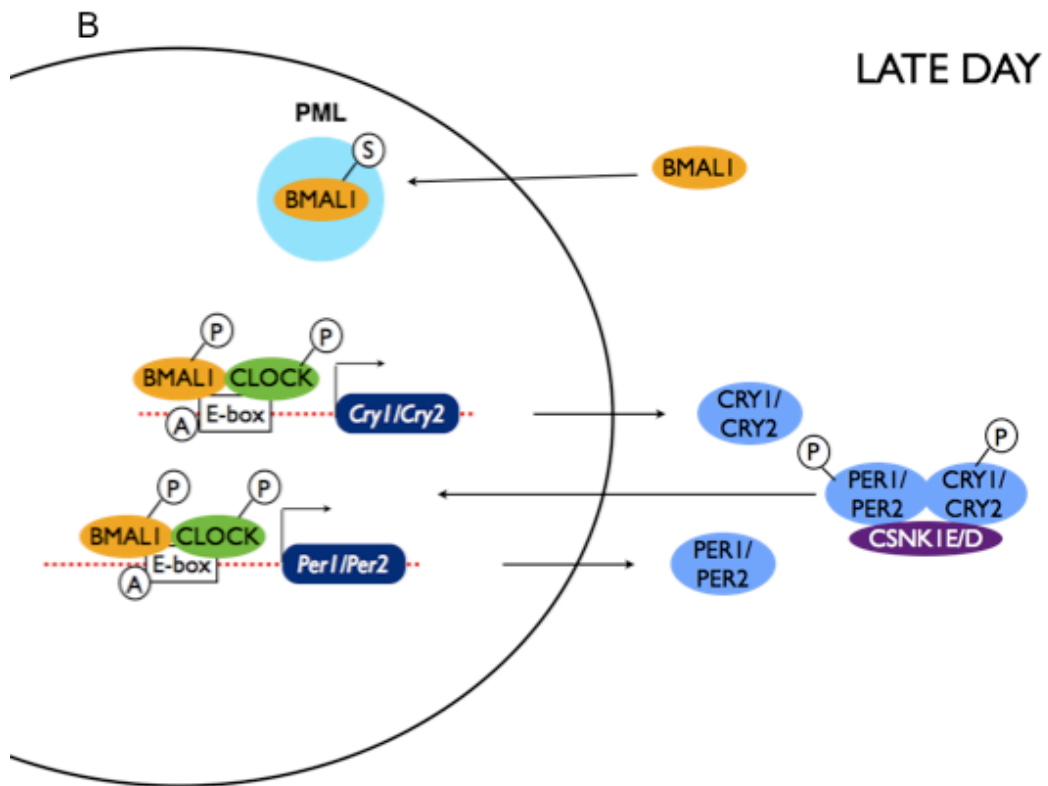 B
LATE DAY
PML
S
BMAL1
BMAL1
P
P
BMAL1
CLOCK
A
E-box
Cry1/Cry2
CRY1/
CRY2
P
P
PER1/
PER2
CRY1/
CRY2
CSNK1E/D
P
P
BMAL1
CLOCK
A
E-box
Per1/Per2
PER1/
PER2